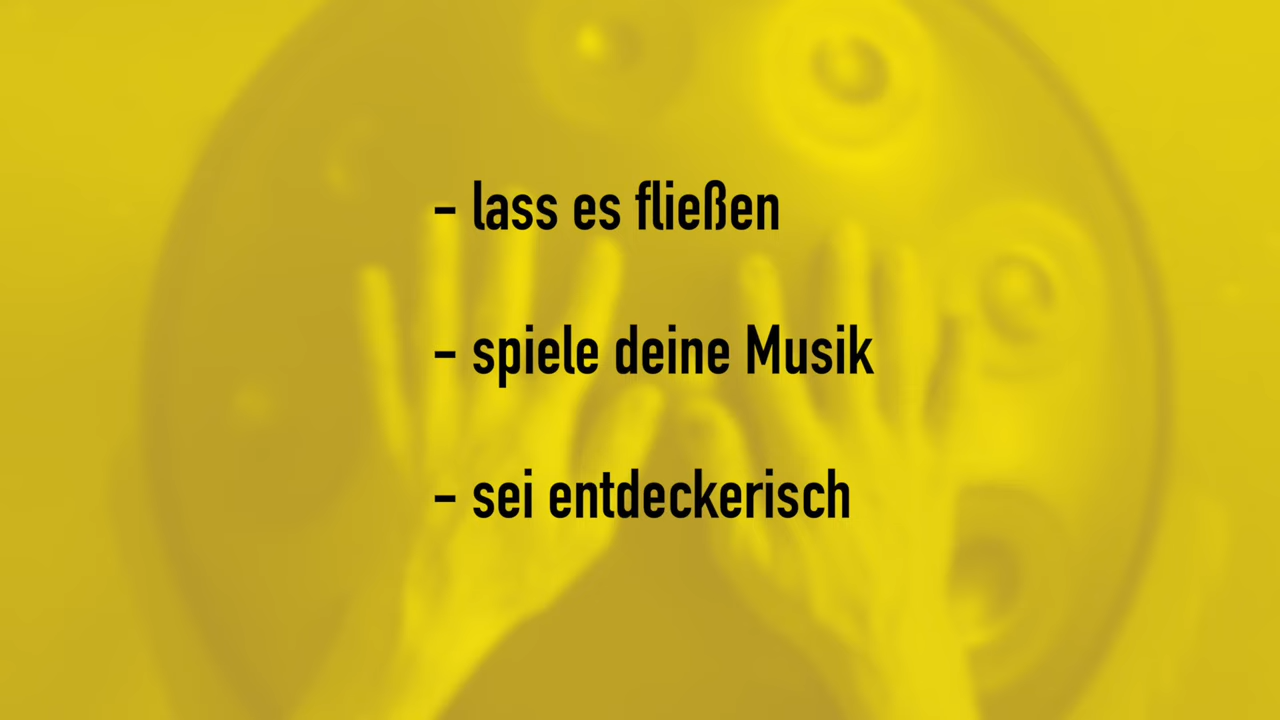 – lass es fließen
– spiele deine Musik
– sei entdeckerisch